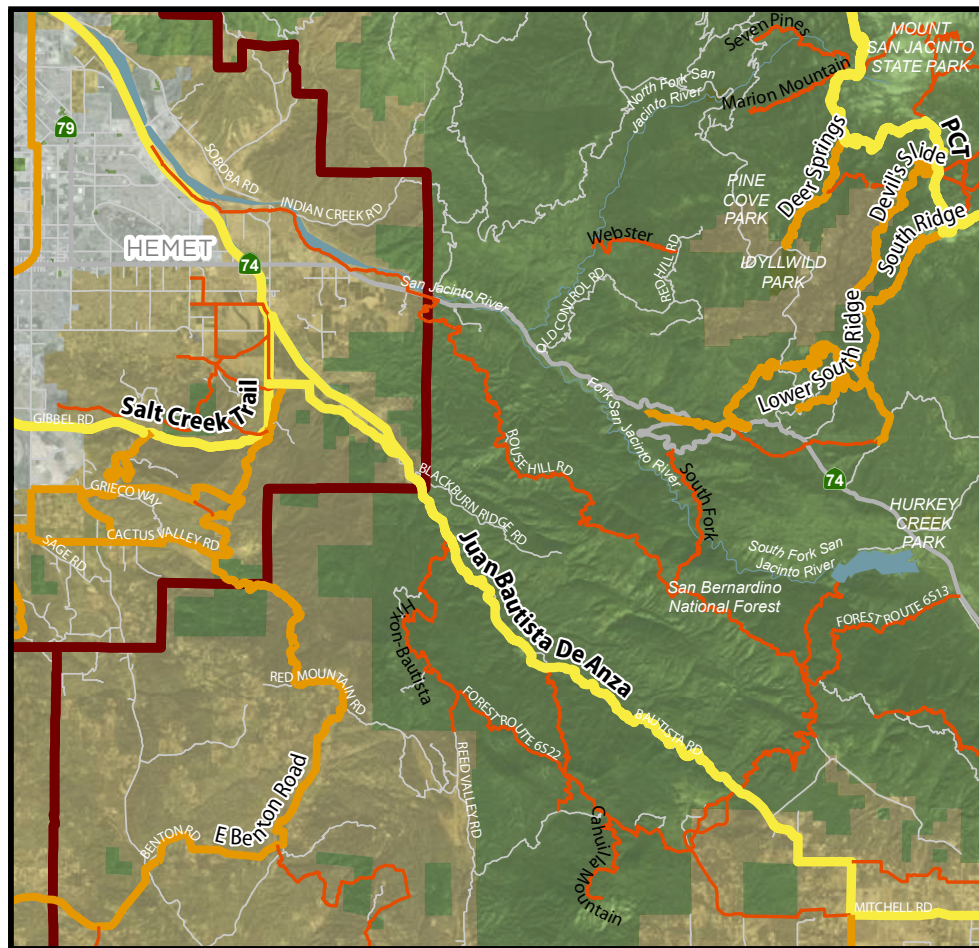 Seven Pines
MOUNT
SAN JACINTO
STATE PARK
79
North Fork San
Jacinto River
Marion Mountain
PCT
SOBOBA RD
Deer Springs
Devils Slide
INDIAN CREEK RD
PINE
COVE
PARK
South Ridge
HEMET
Webster
74
RED HILL RD
IDYLLWILD
PARK
San Jacinto River
OLD CONTROL RD
Lower South Ridge
Salt Creek Trail
Fork San Jacinto River
GIBBEL RD
ROUSE HILL RD
BLACKBURN RIDGE RD
South Fork
74
GRIECO WAY
HURKEY
CREEK
PARK
CACTUS VALLEY RD
SAGE RD
Juan Bautista De Anza
South Fork San
Jacinto River
San Bernardino
National Forest
FOREST ROUTE 6S13
Hixon-Bautista
RED MOUNTAIN RD
FOREST ROUTE 6S22
BAUTISTA RD
REED VALLEY RD
E Benton Road
BENTON RD
Cahuilla
Mountain
MITCHELL RD